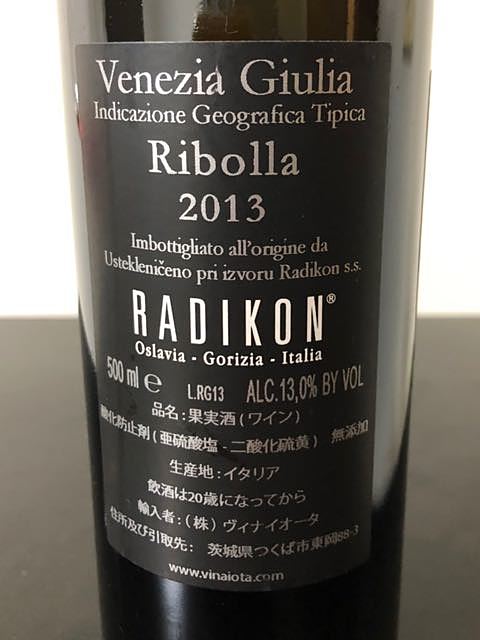 Venezia Giulia
Indicazione Geografica Tipica
Ribolla
2013
Imbottigliato all'origine da
Ustekleničeno pri izvoru Radikon s.s.
RADIKON®
Oslavia - Gorizia - Italia
500 ml ℮ L.RG13 ALC.13,0% BY VOL
品名:果実酒(ワイン)
酸化防止剤(亜硫酸塩-二酸化硫黄) 無添加
生産地:イタリア
飲酒は20歳になってから
輸入者:(株)ヴィナイオータ
住所及び引取先: 茨城県つくば市東岡88-3
www.vinaiota.com